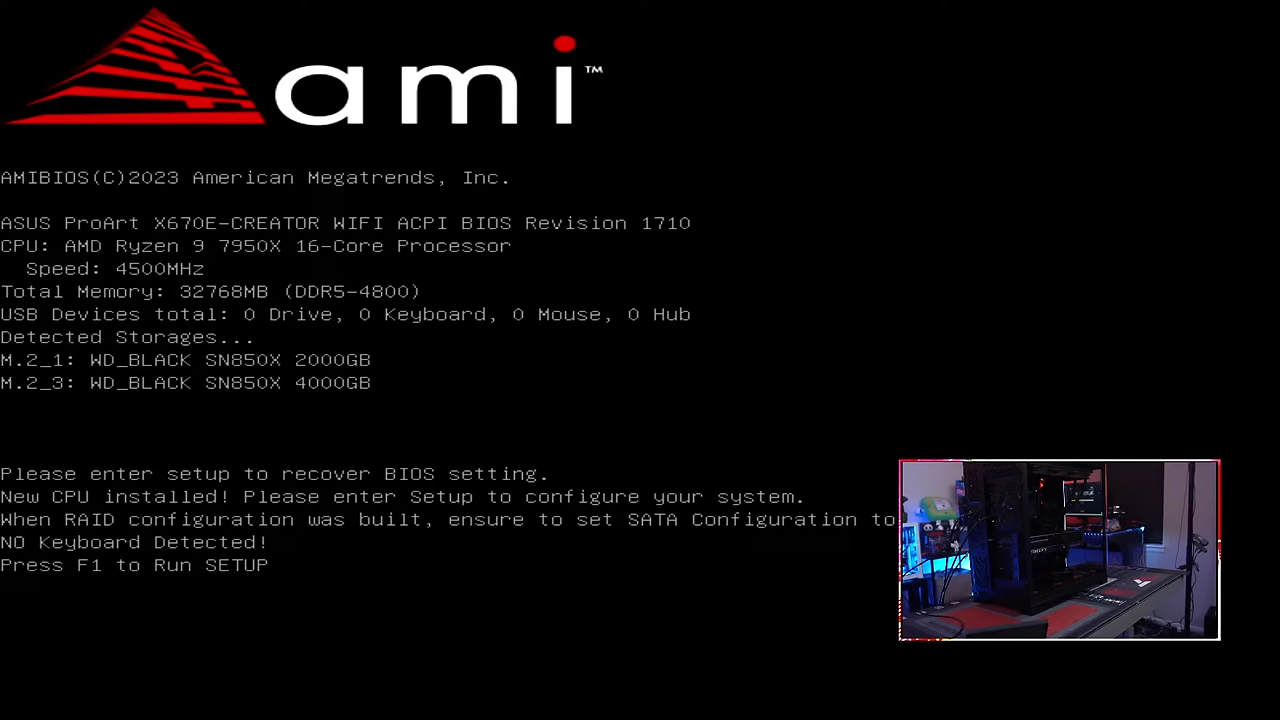 ami™
AMIBIOS(C)2023 American Megatrends, Inc.
ASUS ProArt X670E-CREATOR WIFI ACPI BIOS Revision 1710
CPU: AMD Ryzen 9 7950X 16-Core Processor
Speed: 4500MHz
Total Memory: 32768MB (DDR5-4800)
USB Devices total: 0 Drive, 0 Keyboard, 0 Mouse, 0 Hub
Detected Storages...
M.2_1: WD_BLACK SN850X 2000GB
M.2_3: WD_BLACK SN850X 4000GB
Please enter setup to recover BIOS setting.
New CPU installed! Please enter Setup to configure your system.
When RAID configuration was built, ensure to set SATA Configuration to
NO Keyboard Detected!
Press F1 to Run SETUP